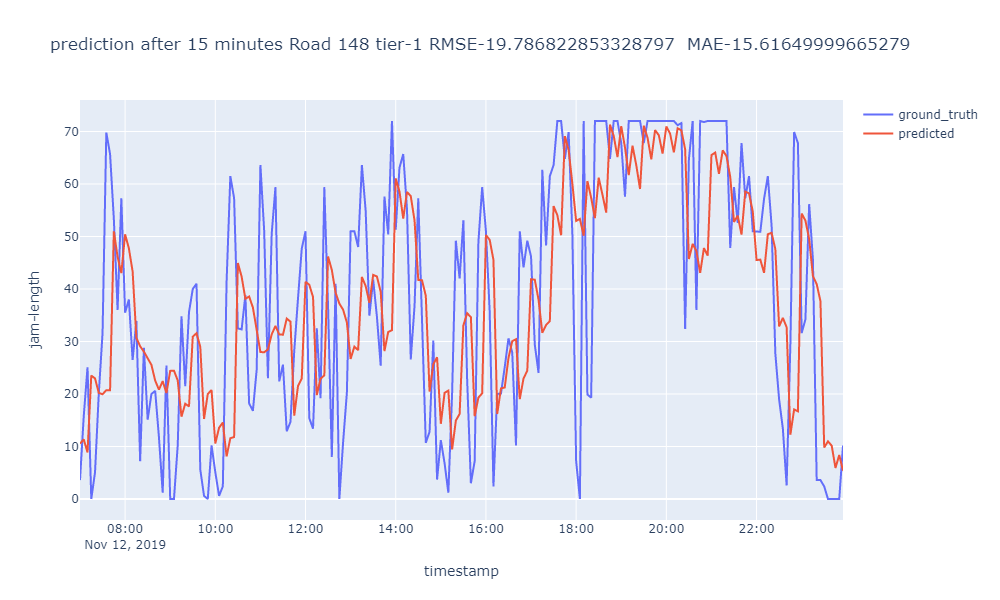 prediction after 15 minutes Road 148 tier-1 RMSE-19.786822853328797  MAE-15.61649999665279
ground_truth
predicted
jam-length
70
60
50
40
30
20
10
0
08:00 10:00 12:00 14:00 16:00 18:00 20:00 22:00
Nov 12, 2019
timestamp